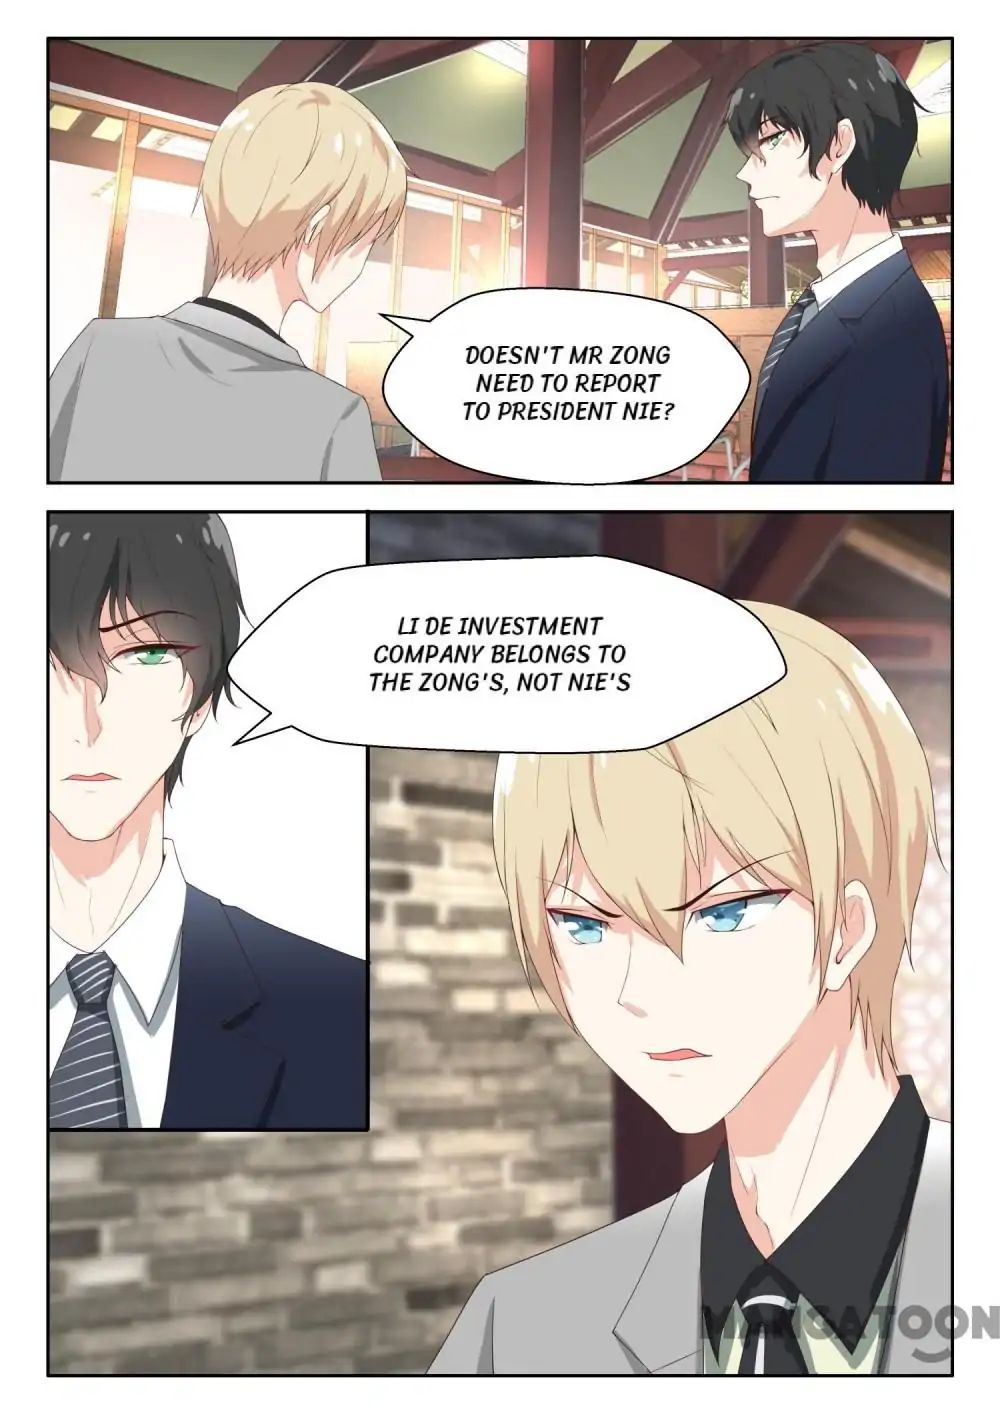 DOESN'T MR ZONG
NEED TO REPORT
TO PRESIDENT NIE?
LI DE INVESTMENT
COMPANY BELONGS TO
THE ZONG'S, NOT NIE'S
MANGATOON